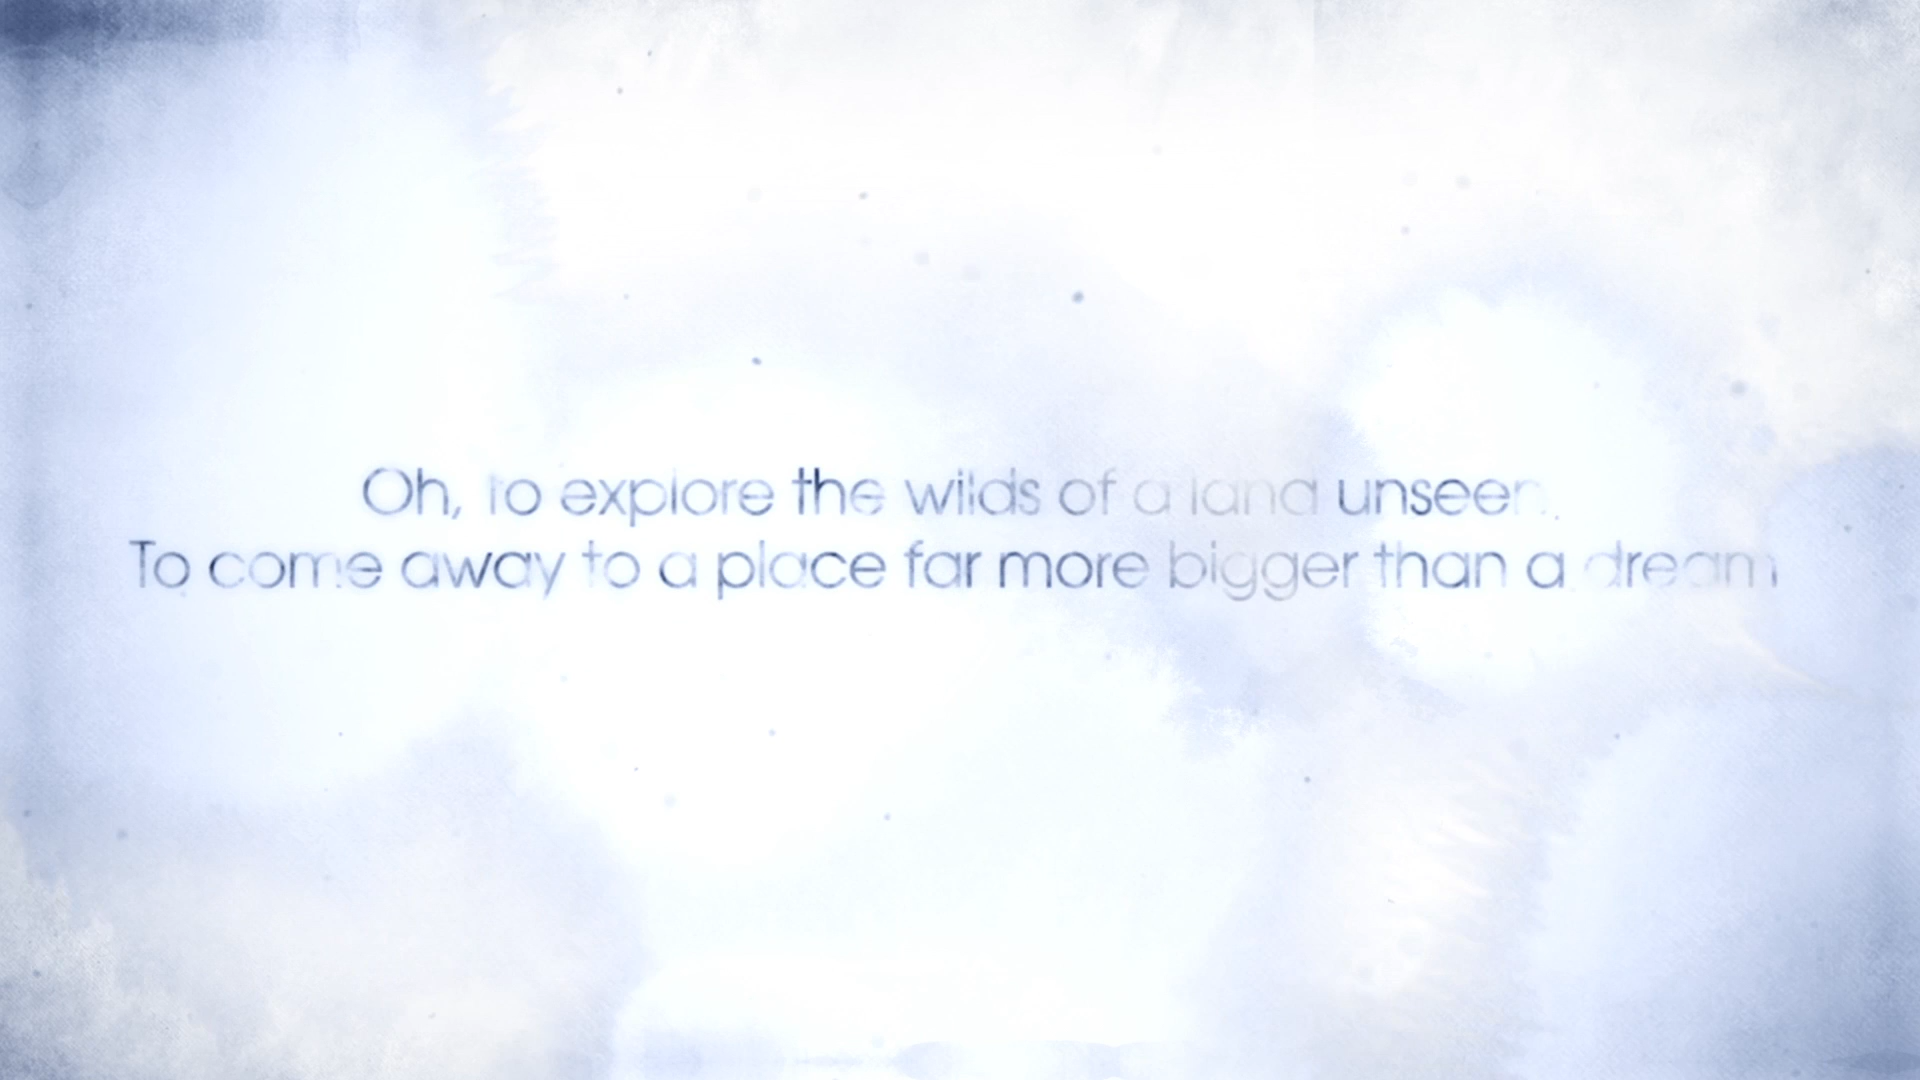 Oh, to explore the wilds of a land unseen.
To come away to a place far more bigger than a dream